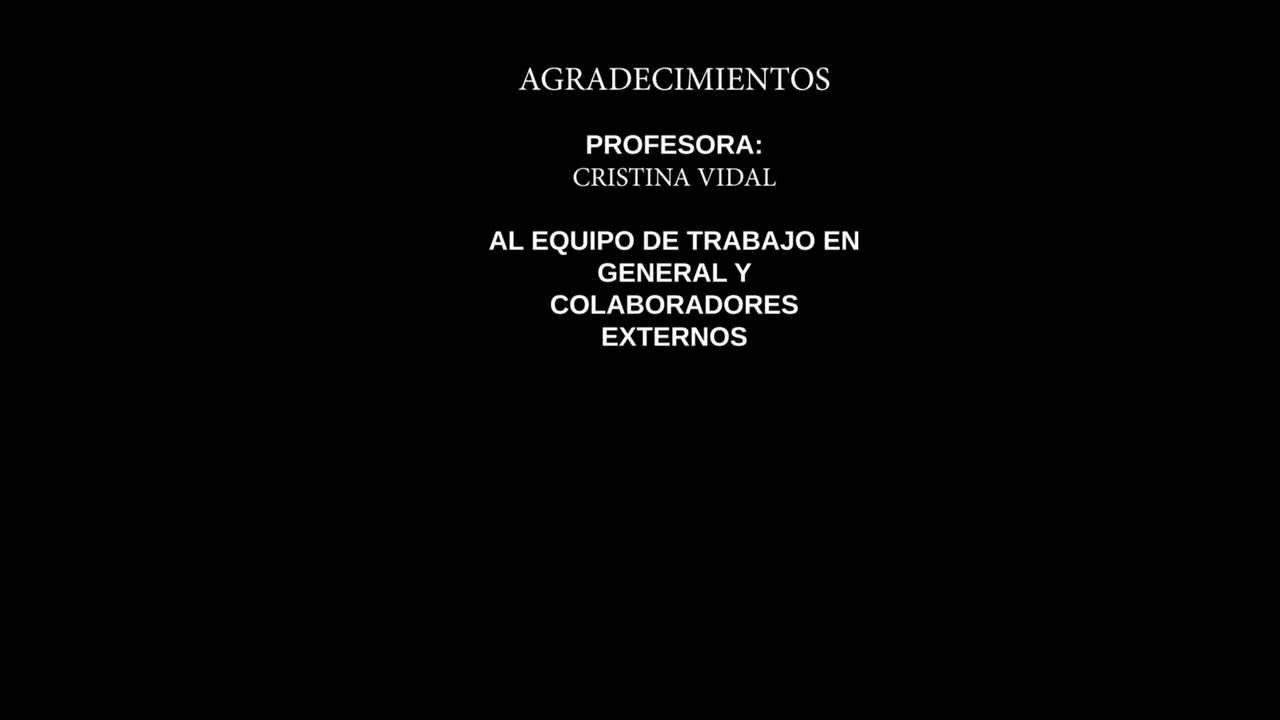 AGRADECIMIENTOS
PROFESORA:
CRISTINA VIDAL
AL EQUIPO DE TRABAJO EN
GENERAL Y
COLABORADORES
EXTERNOS